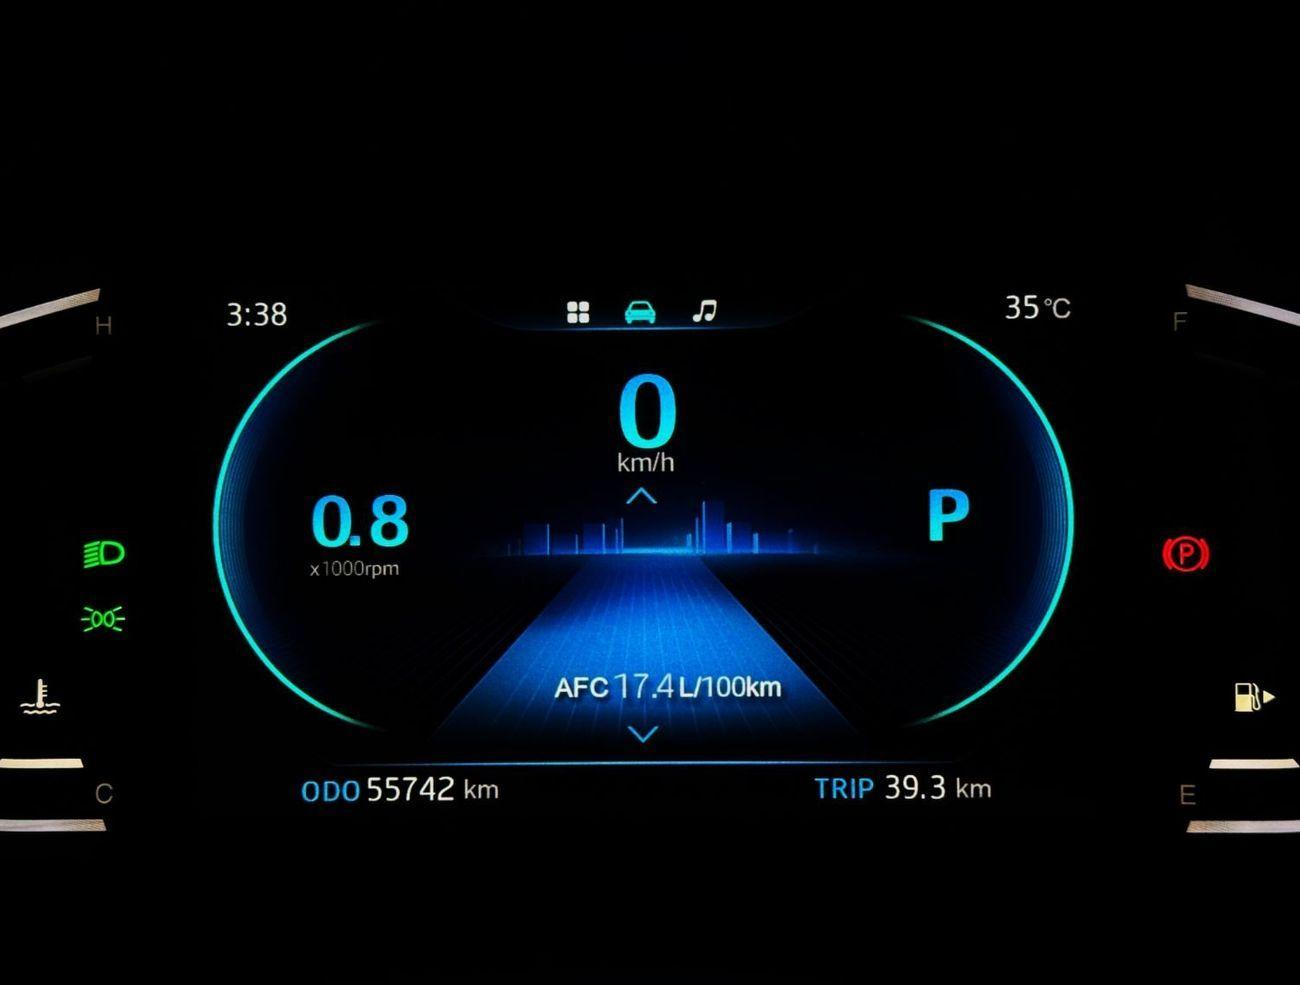 3:38
35°C
H
F
0
km/h
0.8
x1000rpm
P
P
AFC 17.4 L/100km
ODO 55742 km
TRIP 39.3 km
C
E